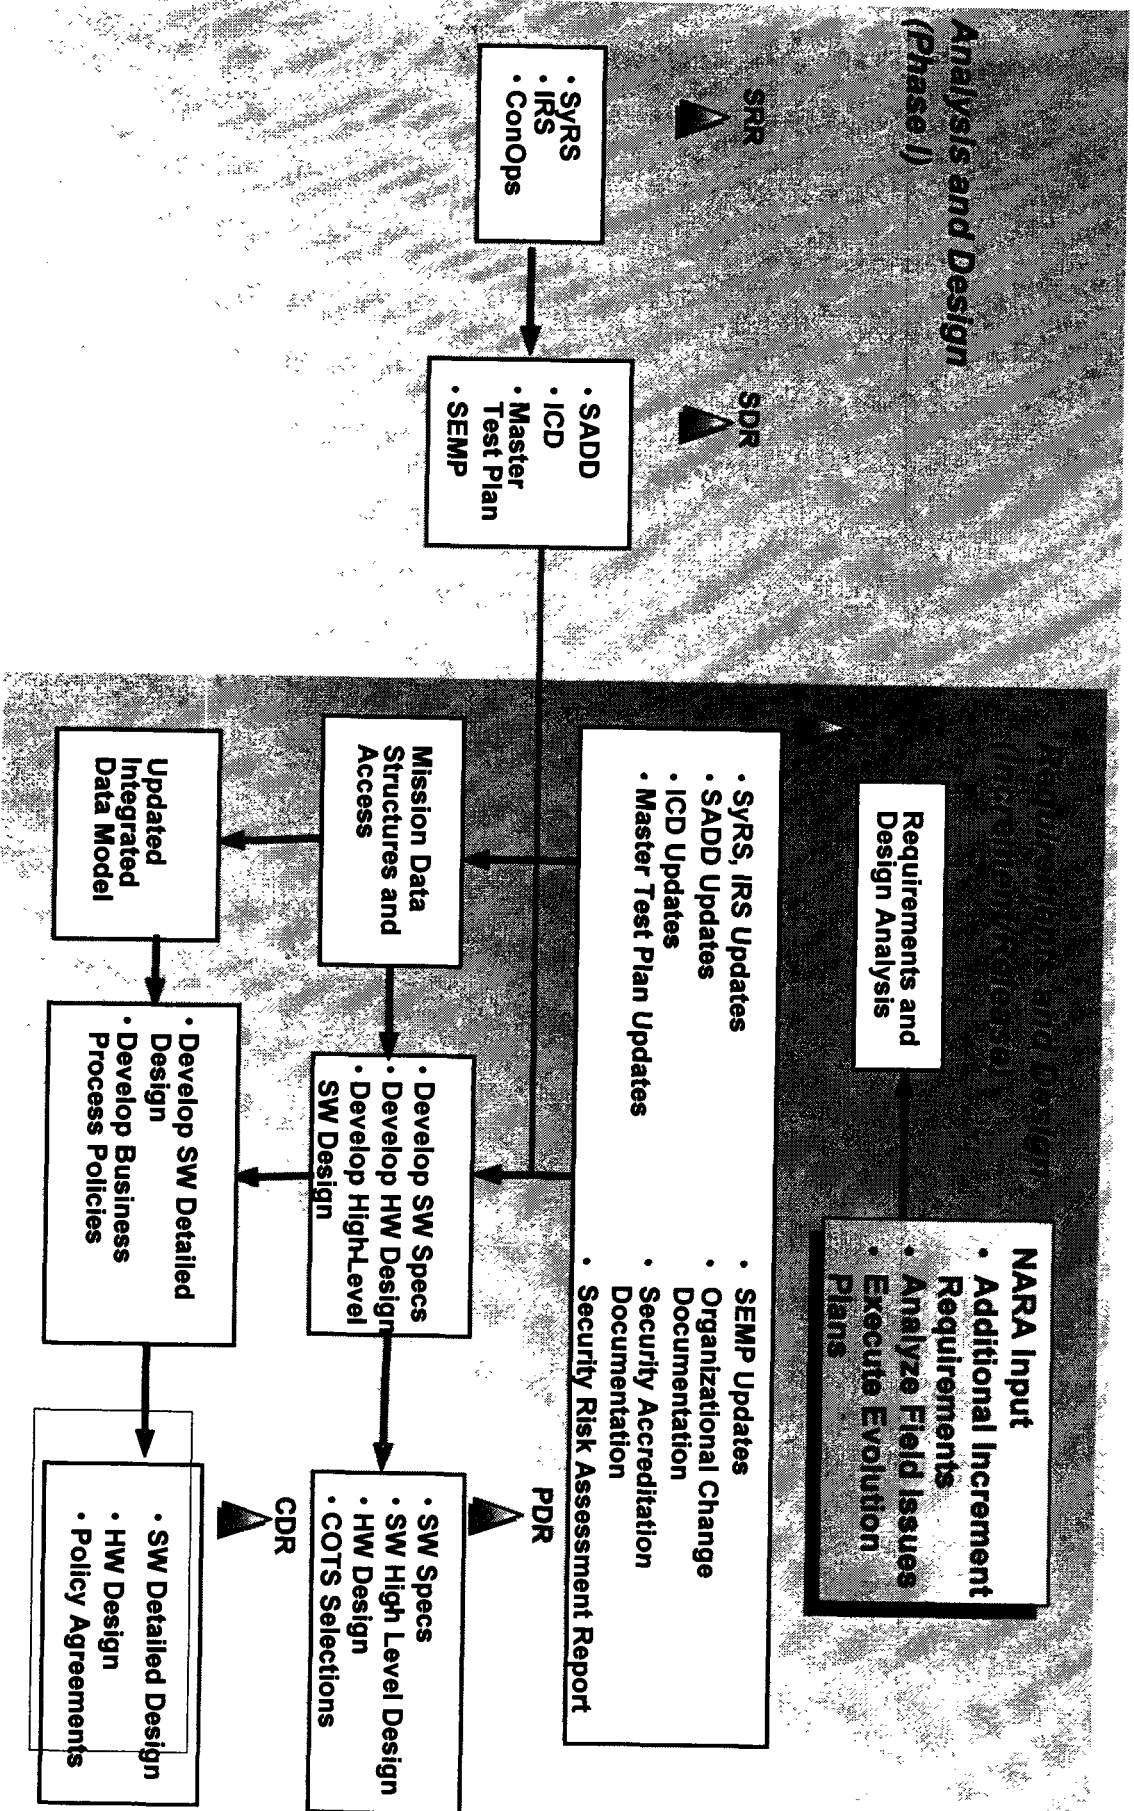 Analysis and Design
(Phase I)
SRR
• SyRS
• IRS
• ConOps
SDR
• SADD
• ICD
• Master
Test Plan
• SEMP
Requirements and Design
(Increment/Release)
Requirements and
Design Analysis
NARA Input
• Additional Increment
Requirements
• Analyze Field Issues
• Execute Evolution
Plans
• SyRS, IRS Updates
• SADD Updates
• ICD Updates
• Master Test Plan Updates
• SEMP Updates
• Organizational Change
Documentation
• Security Accreditation
Documentation
• Security Risk Assessment Report
Mission Data
Structures and
Access
• Develop SW Specs
• Develop HW Design
• Develop High-Level
SW Design
PDR
• SW Specs
• SW High Level Design
• HW Design
• COTS Selections
Updated
Integrated
Data Model
• Develop SW Detailed
Design
• Develop Business
Process Policies
CDR
• SW Detailed Design
• HW Design
• Policy Agreements